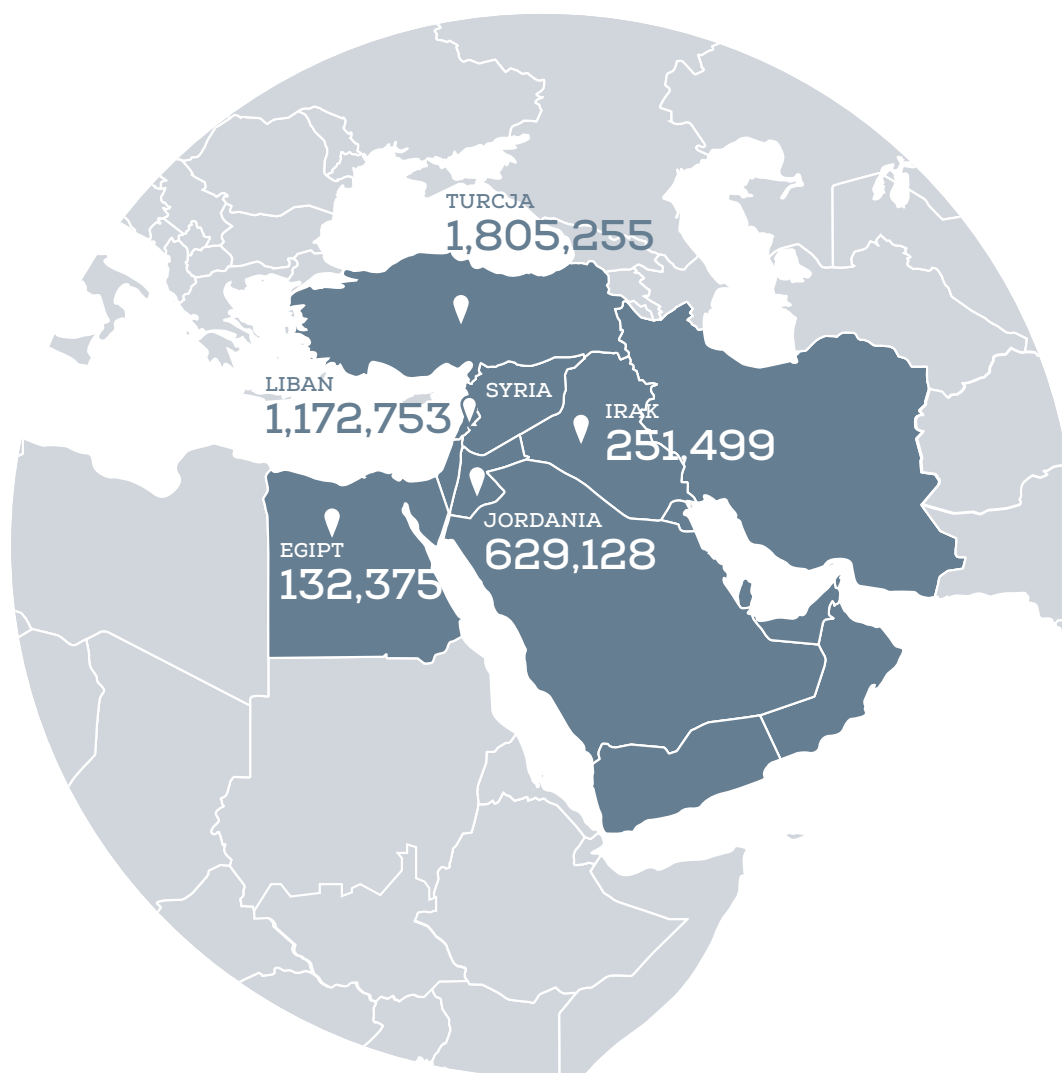 TURCJA
1,805,255
LIBAN
1,172,753
SYRIA
IRAK
251,499
JORDANIA
629,128
EGIPT
132,375